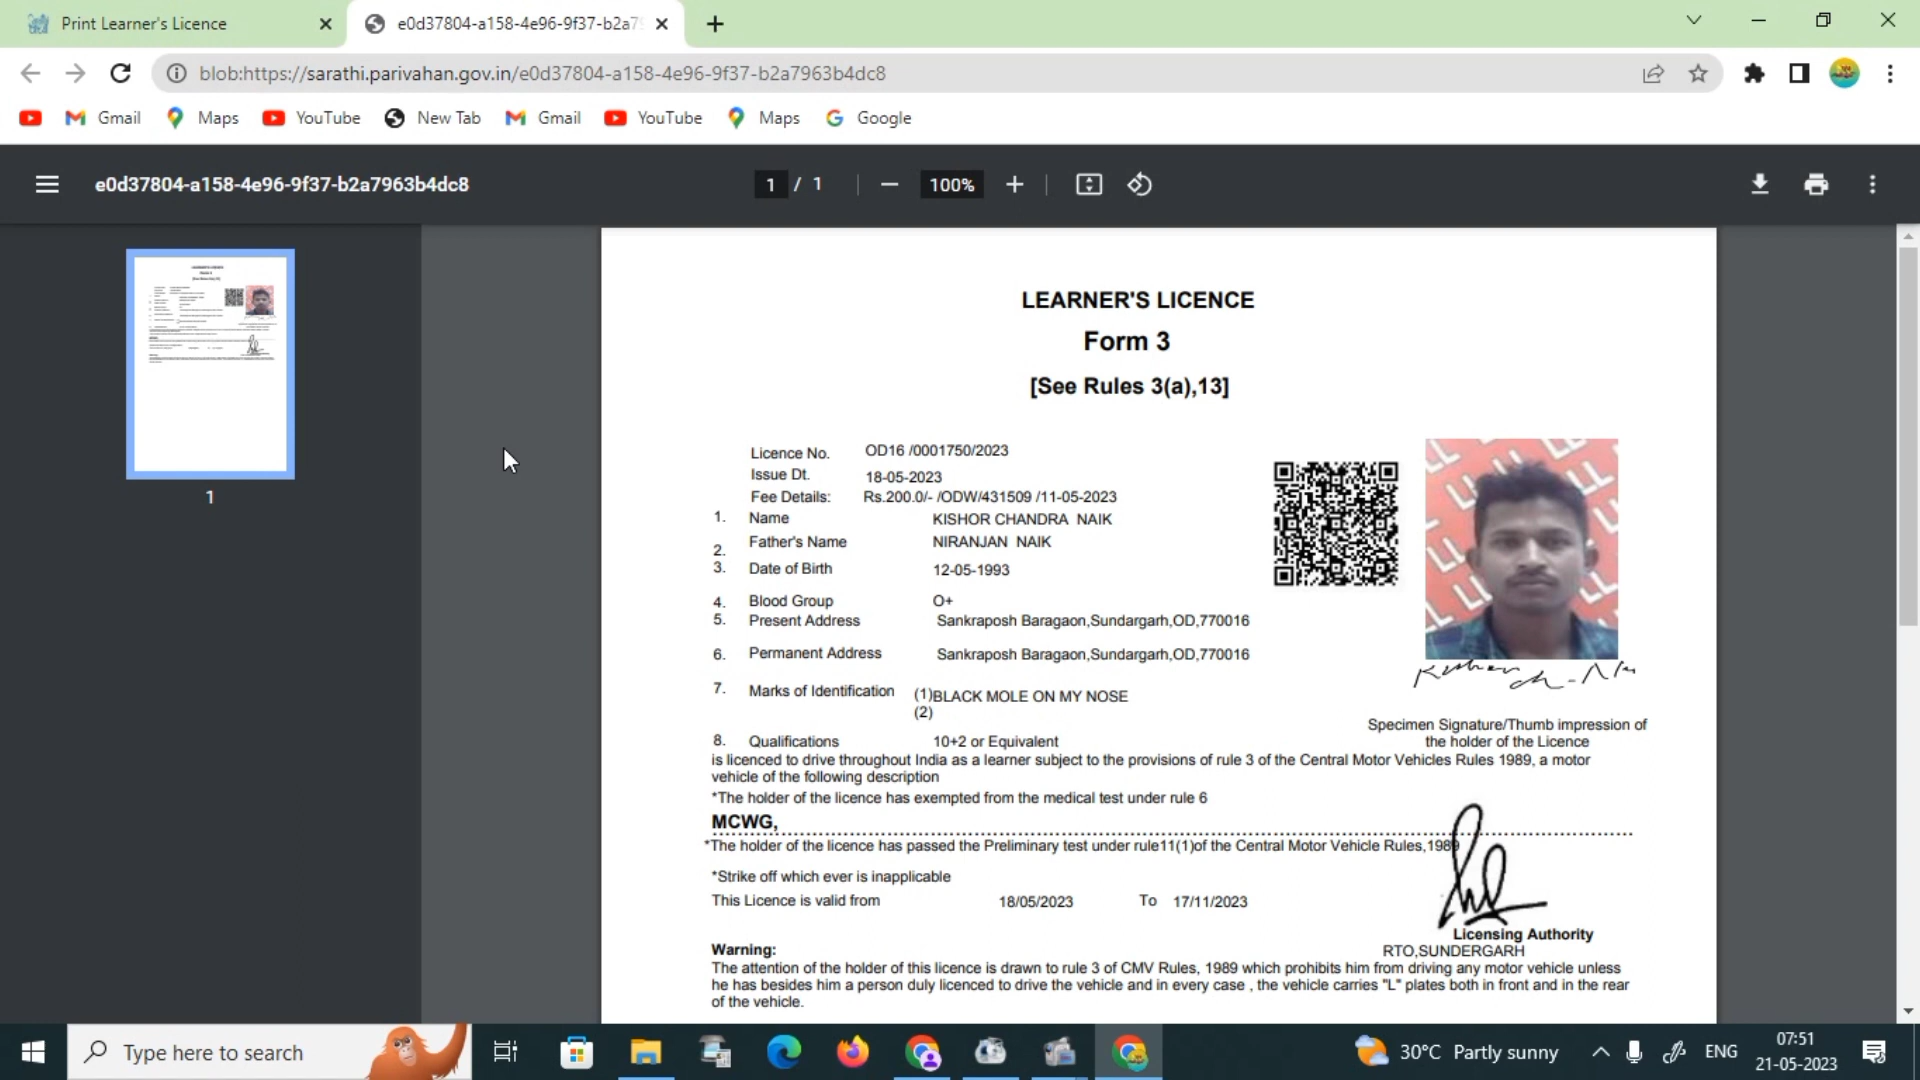 Print Learner's Licence
e0d37804-a158-4e96-9f37-b2a7
blob:https://sarathi.parivahan.gov.in/e0d37804-a158-4e96-9f37-b2a7963b4dc8
Gmail Maps YouTube New Tab Gmail YouTube Maps Google
e0d37804-a158-4e96-9f37-b2a7963b4dc8 1 / 1 100%
1
LEARNER'S LICENCE
Form 3
[See Rules 3(a),13]
Licence No. OD16 /0001750/2023
Issue Dt. 18-05-2023
Fee Details: Rs.200.0/- /ODW/431509 /11-05-2023
1. Name KISHOR CHANDRA NAIK
2. Father's Name NIRANJAN NAIK
3. Date of Birth 12-05-1993
4. Blood Group O+
5. Present Address Sankraposh Baragaon,Sundargarh,OD,770016
6. Permanent Address Sankraposh Baragaon,Sundargarh,OD,770016
7. Marks of Identification (1)BLACK MOLE ON MY NOSE
(2)
Specimen Signature/Thumb impression of
the holder of the Licence
8. Qualifications 10+2 or Equivalent
is licenced to drive throughout India as a learner subject to the provisions of rule 3 of the Central Motor Vehicles Rules 1989, a motor
vehicle of the following description
*The holder of the licence has exempted from the medical test under rule 6
MCWG,
*The holder of the licence has passed the Preliminary test under rule11(1)of the Central Motor Vehicle Rules,1989
*Strike off which ever is inapplicable
This Licence is valid from 18/05/2023 To 17/11/2023
Licensing Authority
RTO,SUNDERGARH
Warning:
The attention of the holder of this licence is drawn to rule 3 of CMV Rules, 1989 which prohibits him from driving any motor vehicle unless
he has besides him a person duly licenced to drive the vehicle and in every case , the vehicle carries "L" plates both in front and in the rear
of the vehicle.
Type here to search
30°C Partly sunny
ENG
07:51
21-05-2023